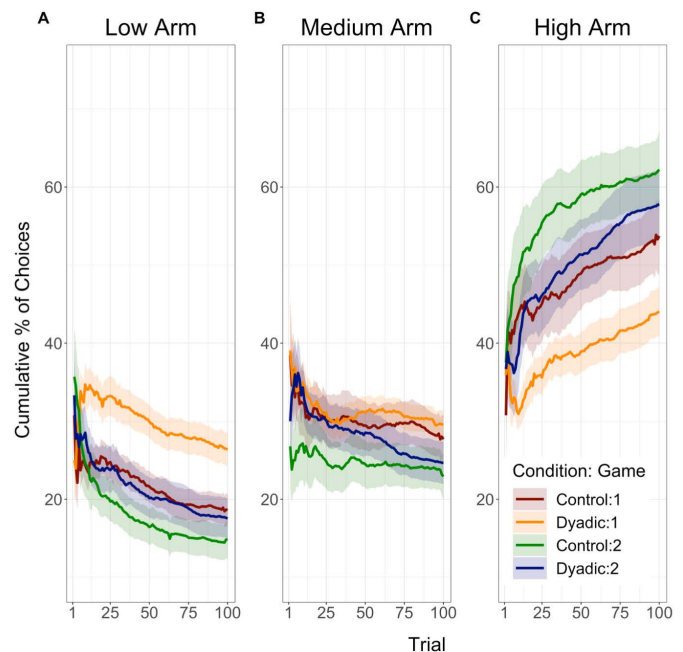 A Low Arm
B Medium Arm
C High Arm
Cumulative % of Choices
60
40
20
60
40
20
60
40
20
1 25 50 75 100
1 25 50 75 100
1 25 50 75 100
Condition: Game
Control:1
Dyadic:1
Control:2
Dyadic:2
Trial